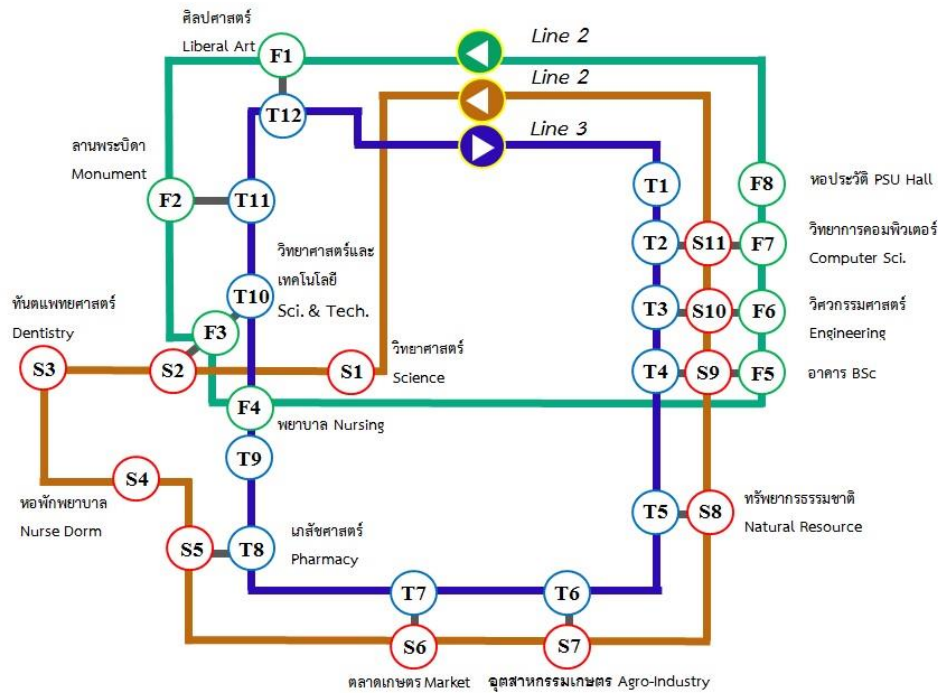 ศิลปศาสตร์
Liberal Art
Line 2
F1
Line 2
T12
Line 3
ลานพระบิดา
Monument
F2
T11
T1
F8
หอประวัติ PSU Hall
วิทยาศาสตร์และ
เทคโนโลยี
Sci. & Tech.
T10
T2
S11
F7
วิทยาการคอมพิวเตอร์
Computer Sci.
ทันตแพทยศาสตร์
Dentistry
F3
T3
S10
F6
วิศวกรรมศาสตร์
Engineering
S3
S2
S1
วิทยาศาสตร์
Science
T4
S9
F5
อาคาร BSc
F4
พยาบาล Nursing
T9
S4
หอพักพยาบาล
Nurse Dorm
T5
S8
ทรัพยากรธรรมชาติ
Natural Resource
S5
T8
เภสัชศาสตร์
Pharmacy
T7
T6
S6
S7
ตลาดเกษตร Market
อุตสาหกรรมเกษตร Agro-Industry